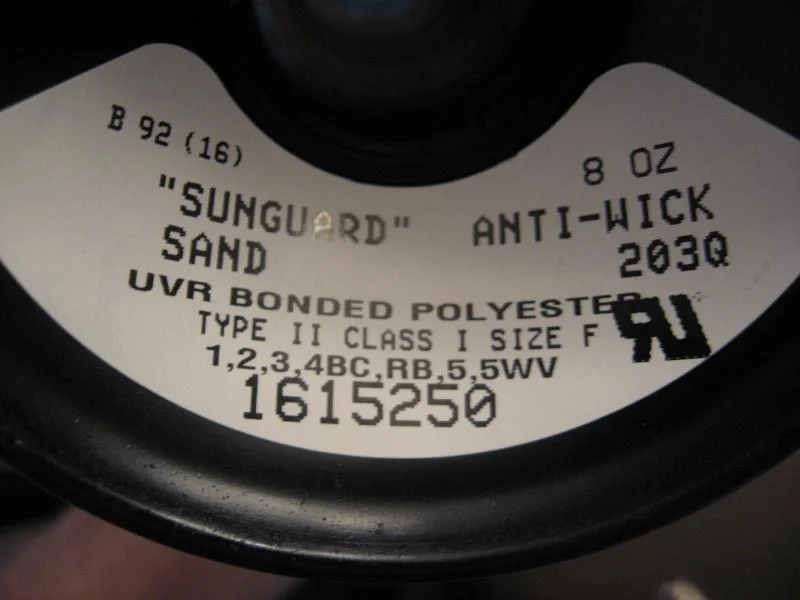 B 92 (16) 8 OZ
"SUNGUARD" ANTI-WICK
SAND 203Q
UVR BONDED POLYESTER
TYPE II CLASS I SIZE F
1,2,3,4BC,RB,5,5WV
1615250